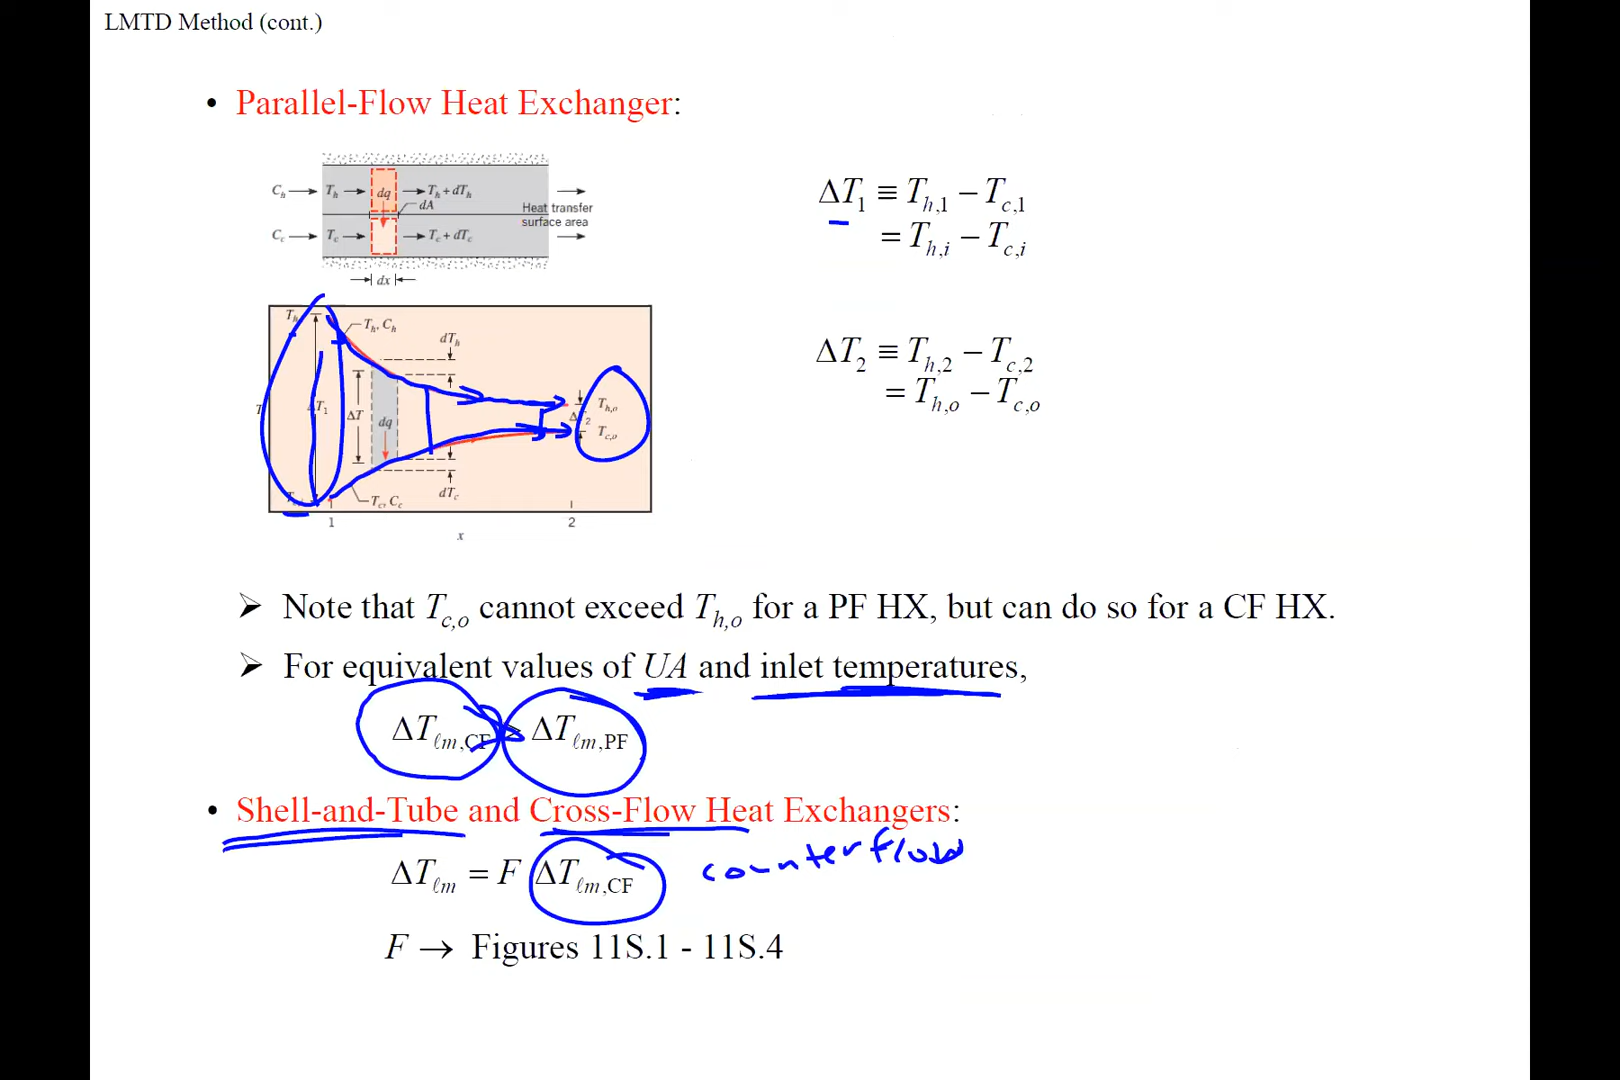 LMTD Method (cont.)
• Parallel-Flow Heat Exchanger:
C_h T_h dq T_h + dT_h
dA
Heat transfer
surface area
C_c T_c T_c + dT_c
dx
ΔT₁ ≡ T_h,1 − T_c,1
= T_h,i − T_c,i
T_h, C_h
dT_h
T_h,o
ΔT₁ ΔT dq
T_c,o
dT_c
T_c, C_c
1 2
x
ΔT₂ ≡ T_h,2 − T_c,2
= T_h,o − T_c,o
➢ Note that T_c,o cannot exceed T_h,o for a PF HX, but can do so for a CF HX.
➢ For equivalent values of UA and inlet temperatures,
ΔT_ℓm,CF > ΔT_ℓm,PF
• Shell-and-Tube and Cross-Flow Heat Exchangers:
ΔT_ℓm = F ΔT_ℓm,CF
counterflow
F → Figures 11S.1 - 11S.4